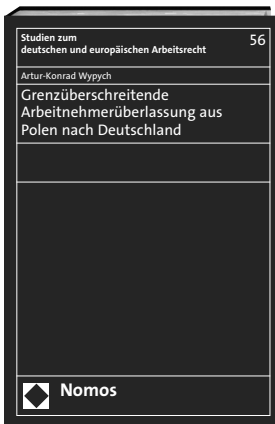 Studien zum
deutschen und europäischen Arbeitsrecht
56
Artur-Konrad Wypych
Grenzüberschreitende
Arbeitnehmerüberlassung aus
Polen nach Deutschland
Nomos